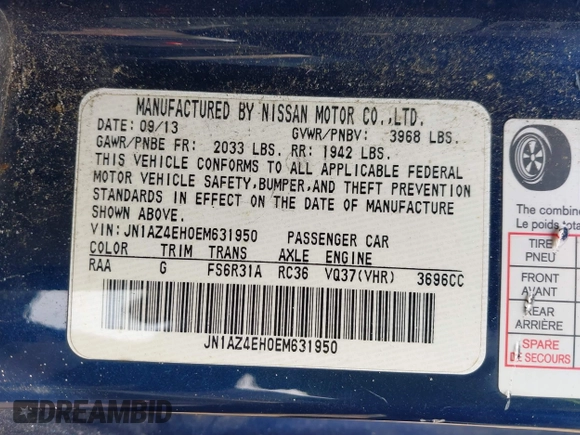 MANUFACTURED BY NISSAN MOTOR CO.,LTD.
DATE: 09/13 GVWR/PNBV: 3968 LBS.
GAWR/PNBE FR: 2033 LBS. RR: 1942 LBS.
THIS VEHICLE CONFORMS TO ALL APPLICABLE FEDERAL
MOTOR VEHICLE SAFETY,BUMPER,AND THEFT PREVENTION
STANDARDS IN EFFECT ON THE DATE OF MANUFACTURE
SHOWN ABOVE.
VIN: JN1AZ4EH0EM631950 PASSENGER CAR
COLOR TRIM TRANS AXLE ENGINE
RAA G FS6R31A RC36 VQ37(VHR) 3696CC
JN1AZ4EH0EM631950
The combine
Le poids tota
TIRE
PNEU
FRONT
AVANT
REAR
ARRIÈRE
SPARE
DE SECOURS
DREAMBID